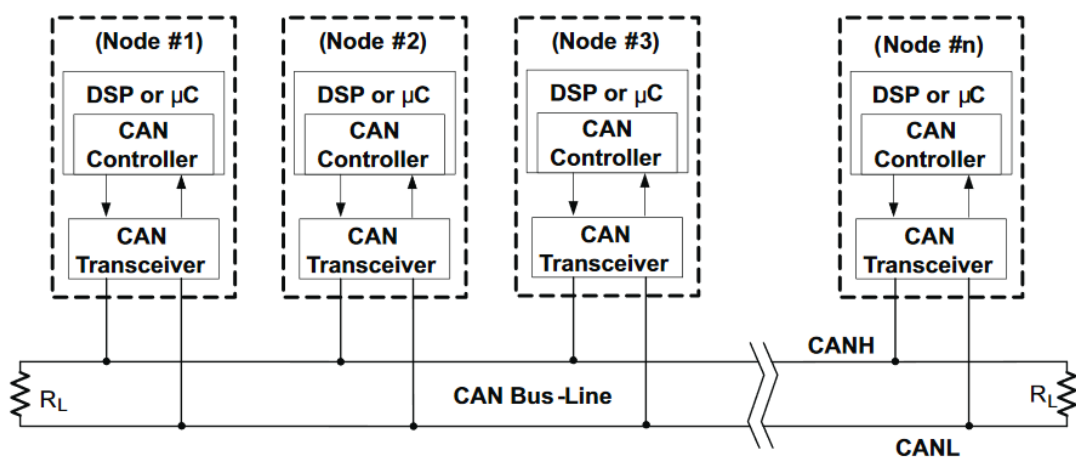 (Node #1)
DSP or µC
CAN
Controller
CAN
Transceiver
(Node #2)
DSP or µC
CAN
Controller
CAN
Transceiver
(Node #3)
DSP or µC
CAN
Controller
CAN
Transceiver
(Node #n)
DSP or µC
CAN
Controller
CAN
Transceiver
CANH
RL
CAN Bus-Line
RL
CANL